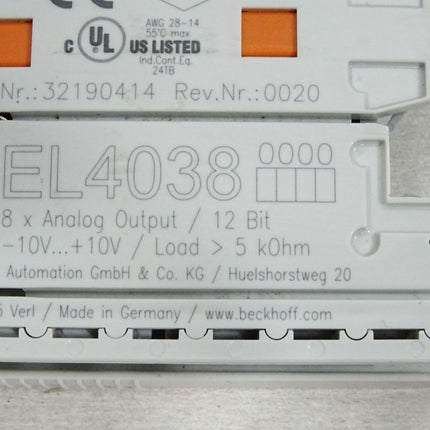 CE
AWG 28-14
55°C max
c UL US LISTED
Ind.Cont.Eq.
24TB
Nr.:32190414 Rev.Nr.:0020
EL4038
8 x Analog Output / 12 Bit
-10V...+10V / Load > 5 kOhm
Automation GmbH & Co. KG / Huelshorstweg 20
Verl / Made in Germany / www.beckhoff.com